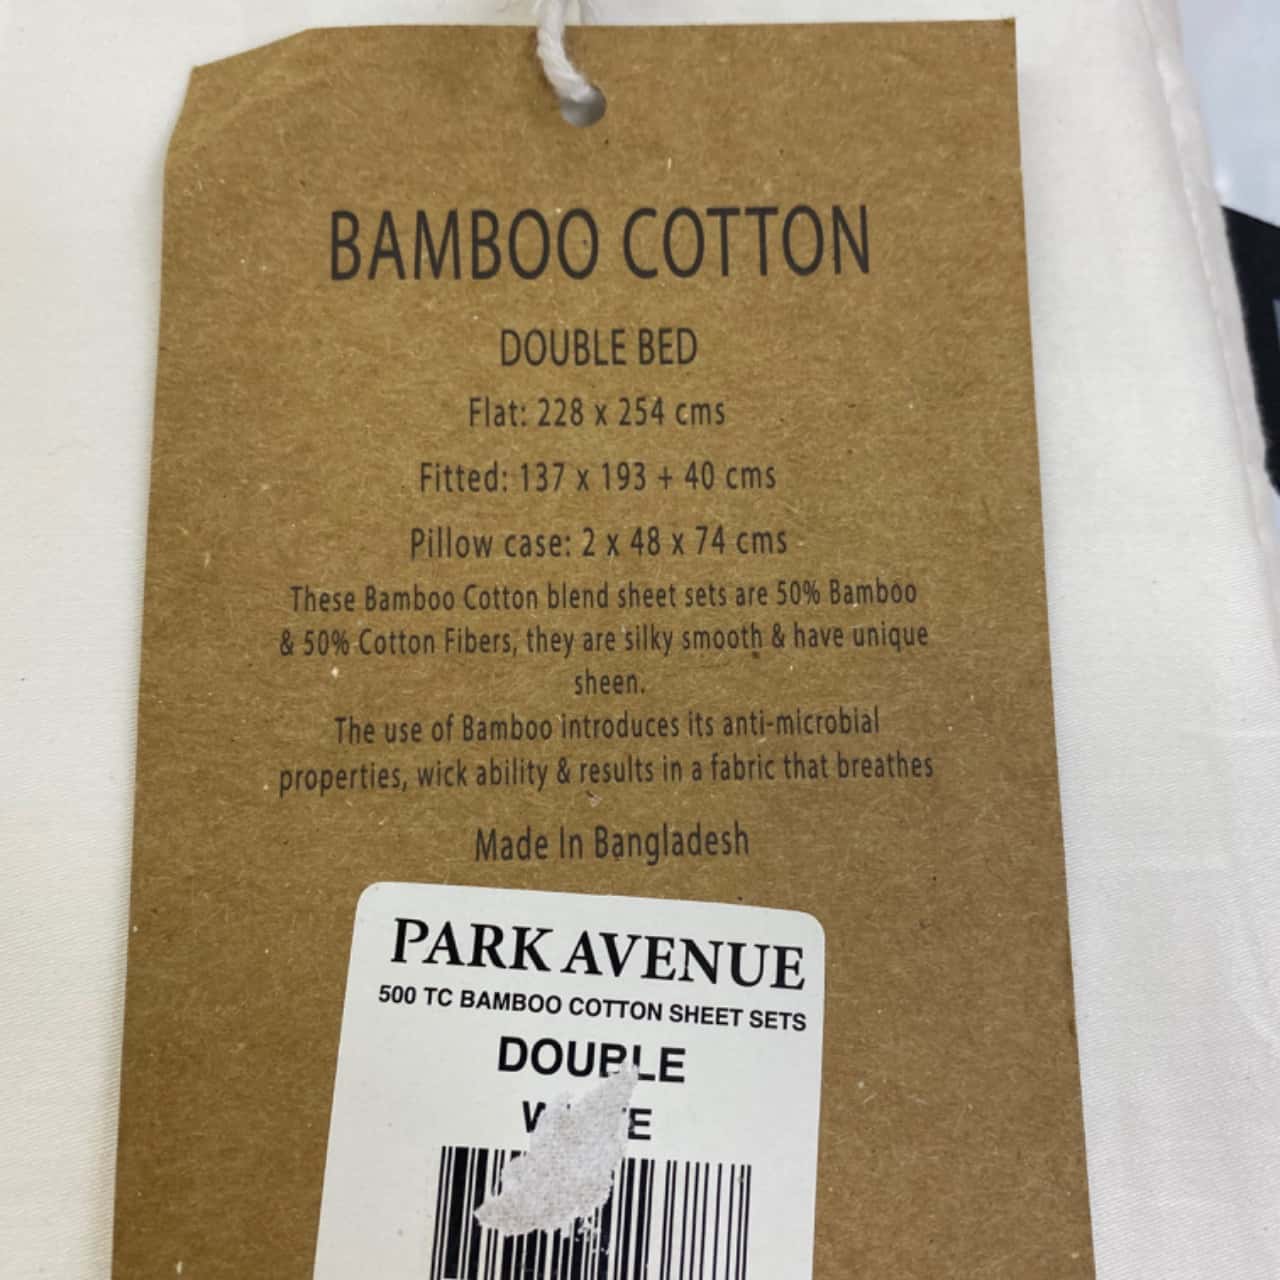 BAMBOO COTTON
DOUBLE BED
Flat: 228 x 254 cms
Fitted: 137 x 193 + 40 cms
Pillow case: 2 x 48 x 74 cms
These Bamboo Cotton blend sheet sets are 50% Bamboo
& 50% Cotton Fibers, they are silky smooth & have unique
sheen.
The use of Bamboo introduces its anti-microbial
properties, wick ability & results in a fabric that breathes
Made In Bangladesh
PARK AVENUE
500 TC BAMBOO COTTON SHEET SETS
DOUBLE